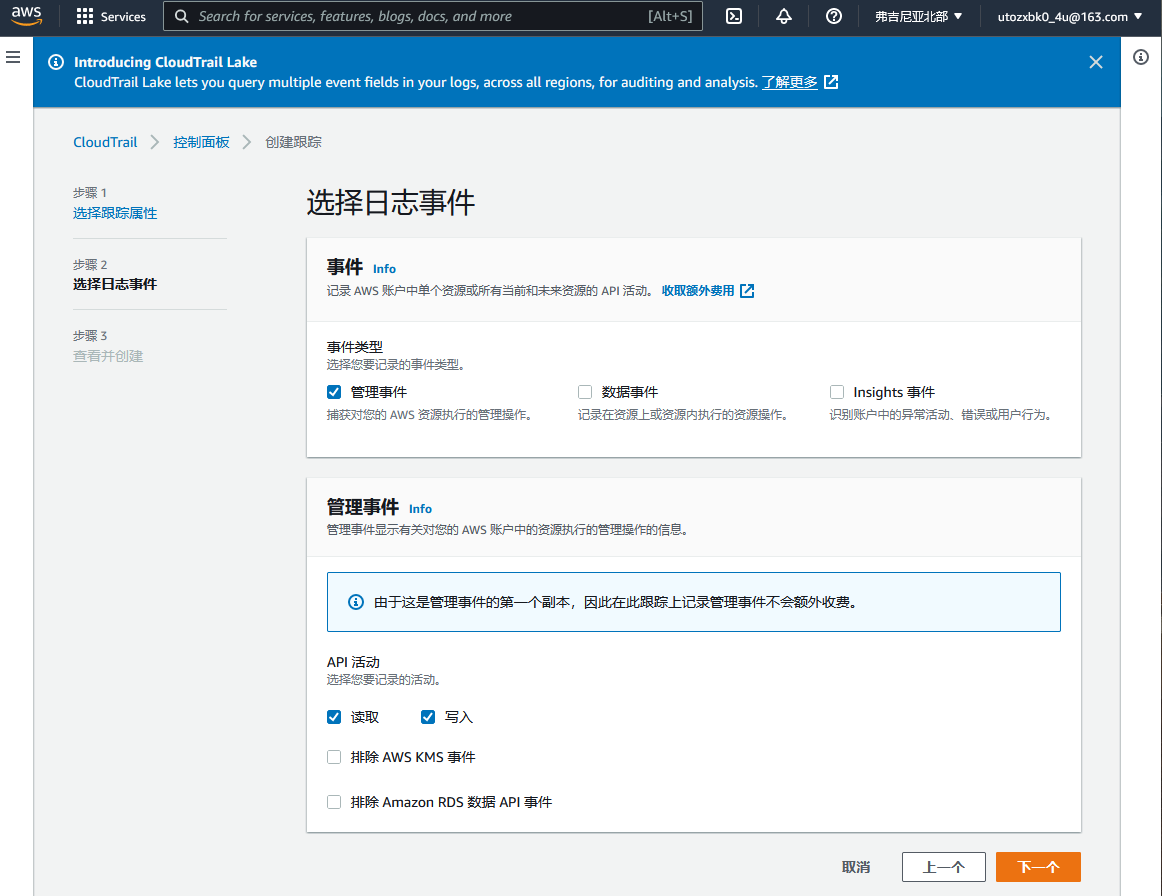 aws Services Search for services, features, blogs, docs, and more [Alt+S] 弗吉尼亚北部 utozxbk0_4u@163.com
Introducing CloudTrail Lake
CloudTrail Lake lets you query multiple event fields in your logs, across all regions, for auditing and analysis. 了解更多
CloudTrail 控制面板 创建跟踪
步骤 1
选择跟踪属性
步骤 2
选择日志事件
步骤 3
查看并创建
选择日志事件
事件 Info
记录 AWS 账户中单个资源或所有当前和未来资源的 API 活动。 收取额外费用
事件类型
选择您要记录的事件类型。
管理事件 数据事件 Insights 事件
捕获对您的 AWS 资源执行的管理操作。 记录在资源上或资源内执行的资源操作。 识别账户中的异常活动、错误或用户行为。
管理事件 Info
管理事件显示有关对您的 AWS 账户中的资源执行的管理操作的信息。
由于这是管理事件的第一个副本，因此在此跟踪上记录管理事件不会额外收费。
API 活动
选择您要记录的活动。
读取 写入
排除 AWS KMS 事件
排除 Amazon RDS 数据 API 事件
取消 上一个 下一个